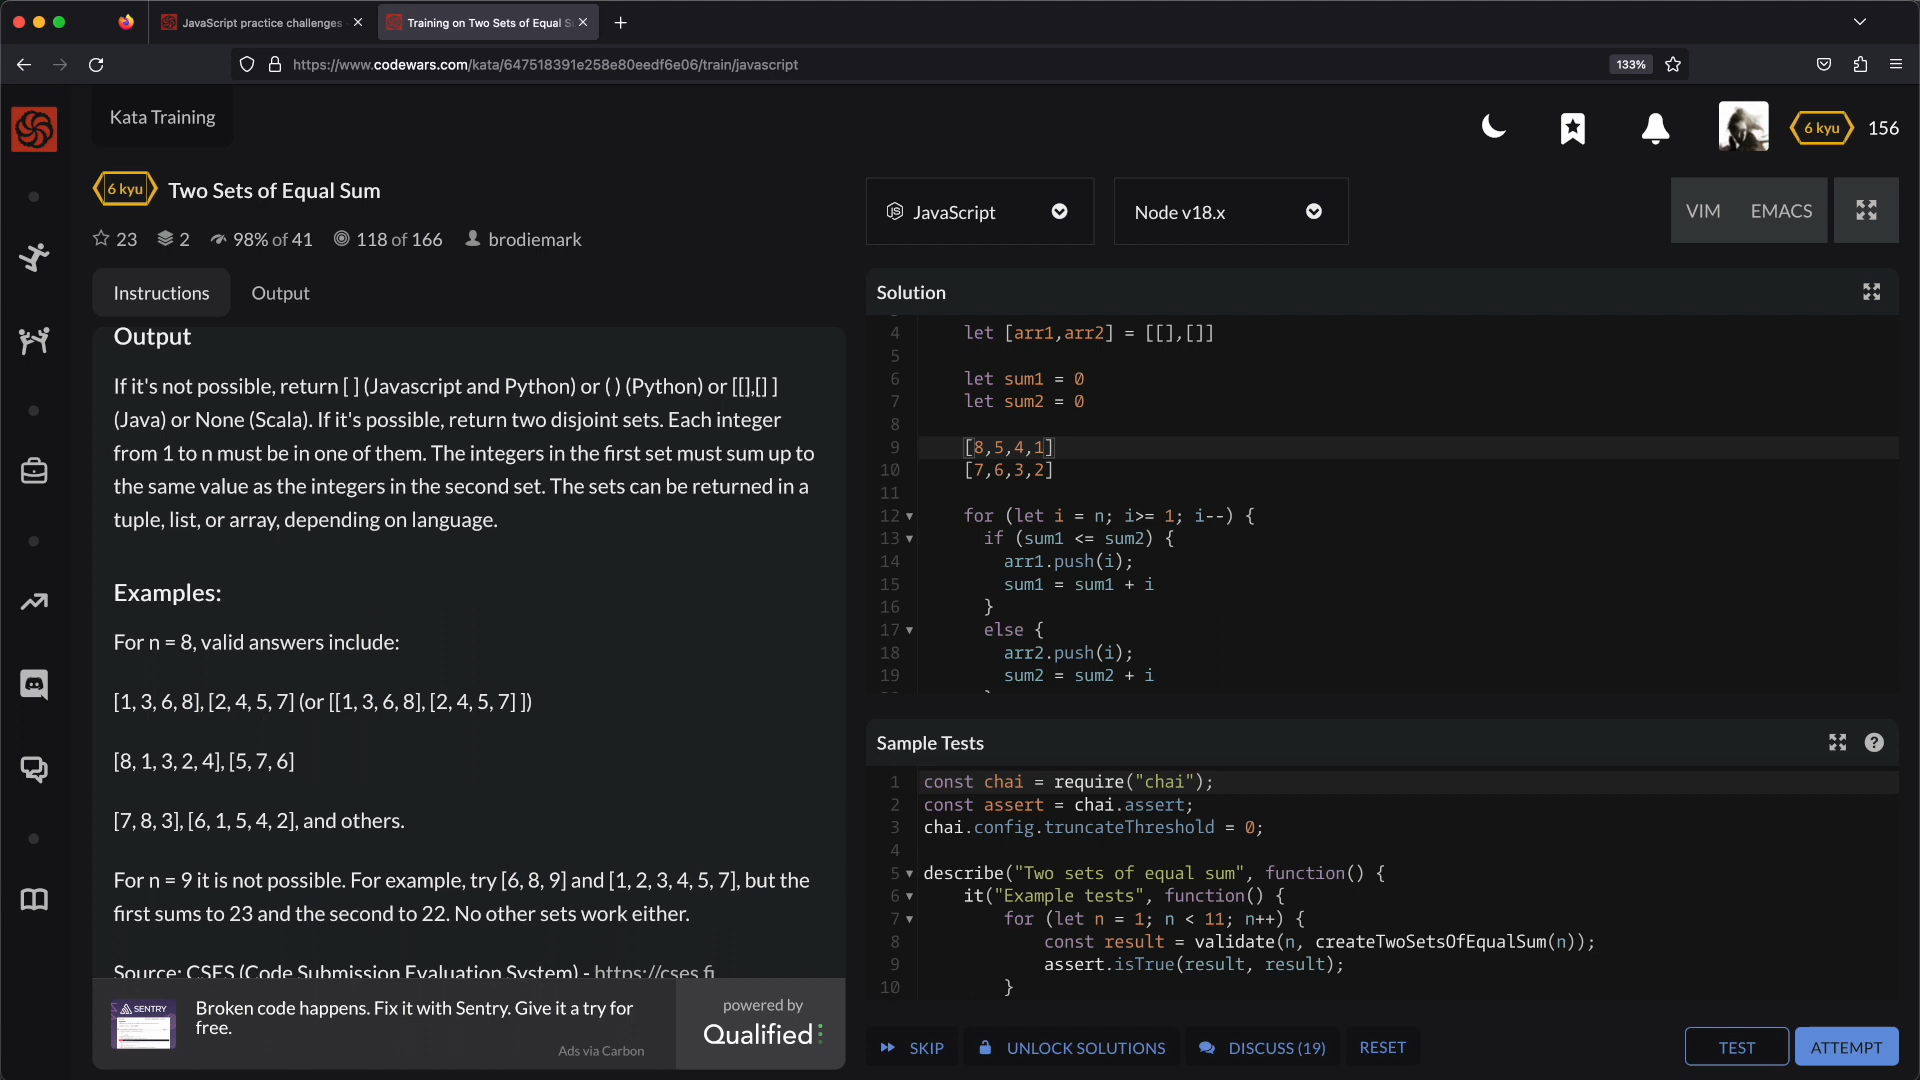 JavaScript practice challenges
Training on Two Sets of Equal S
https://www.codewars.com/kata/647518391e258e80eedf6e06/train/javascript
133%
Kata Training
6 kyu
156
6 kyu
Two Sets of Equal Sum
23
2
98% of 41
118 of 166
brodiemark
Instructions
Output
Output
If it's not possible, return [ ] (Javascript and Python) or ( ) (Python) or [[],[] ]
(Java) or None (Scala). If it's possible, return two disjoint sets. Each integer
from 1 to n must be in one of them. The integers in the first set must sum up to
the same value as the integers in the second set. The sets can be returned in a
tuple, list, or array, depending on language.
Examples:
For n = 8, valid answers include:
[1, 3, 6, 8], [2, 4, 5, 7] (or [[1, 3, 6, 8], [2, 4, 5, 7] ])
[8, 1, 3, 2, 4], [5, 7, 6]
[7, 8, 3], [6, 1, 5, 4, 2], and others.
For n = 9 it is not possible. For example, try [6, 8, 9] and [1, 2, 3, 4, 5, 7], but the
first sums to 23 and the second to 22. No other sets work either.
Source: CSES (Code Submission Evaluation System) - https://cses.fi
SENTRY
Broken code happens. Fix it with Sentry. Give it a try for
free.
Ads via Carbon
powered by
Qualified
JavaScript
Node v18.x
VIM
EMACS
Solution
4 let [arr1,arr2] = [[],[]]
5
6 let sum1 = 0
7 let sum2 = 0
8
9 [8,5,4,1]
10 [7,6,3,2]
11
12 for (let i = n; i>= 1; i--) {
13 if (sum1 <= sum2) {
14 arr1.push(i);
15 sum1 = sum1 + i
16 }
17 else {
18 arr2.push(i);
19 sum2 = sum2 + i
Sample Tests
1 const chai = require("chai");
2 const assert = chai.assert;
3 chai.config.truncateThreshold = 0;
4
5 describe("Two sets of equal sum", function() {
6 it("Example tests", function() {
7 for (let n = 1; n < 11; n++) {
8 const result = validate(n, createTwoSetsOfEqualSum(n));
9 assert.isTrue(result, result);
10 }
SKIP
UNLOCK SOLUTIONS
DISCUSS (19)
RESET
TEST
ATTEMPT